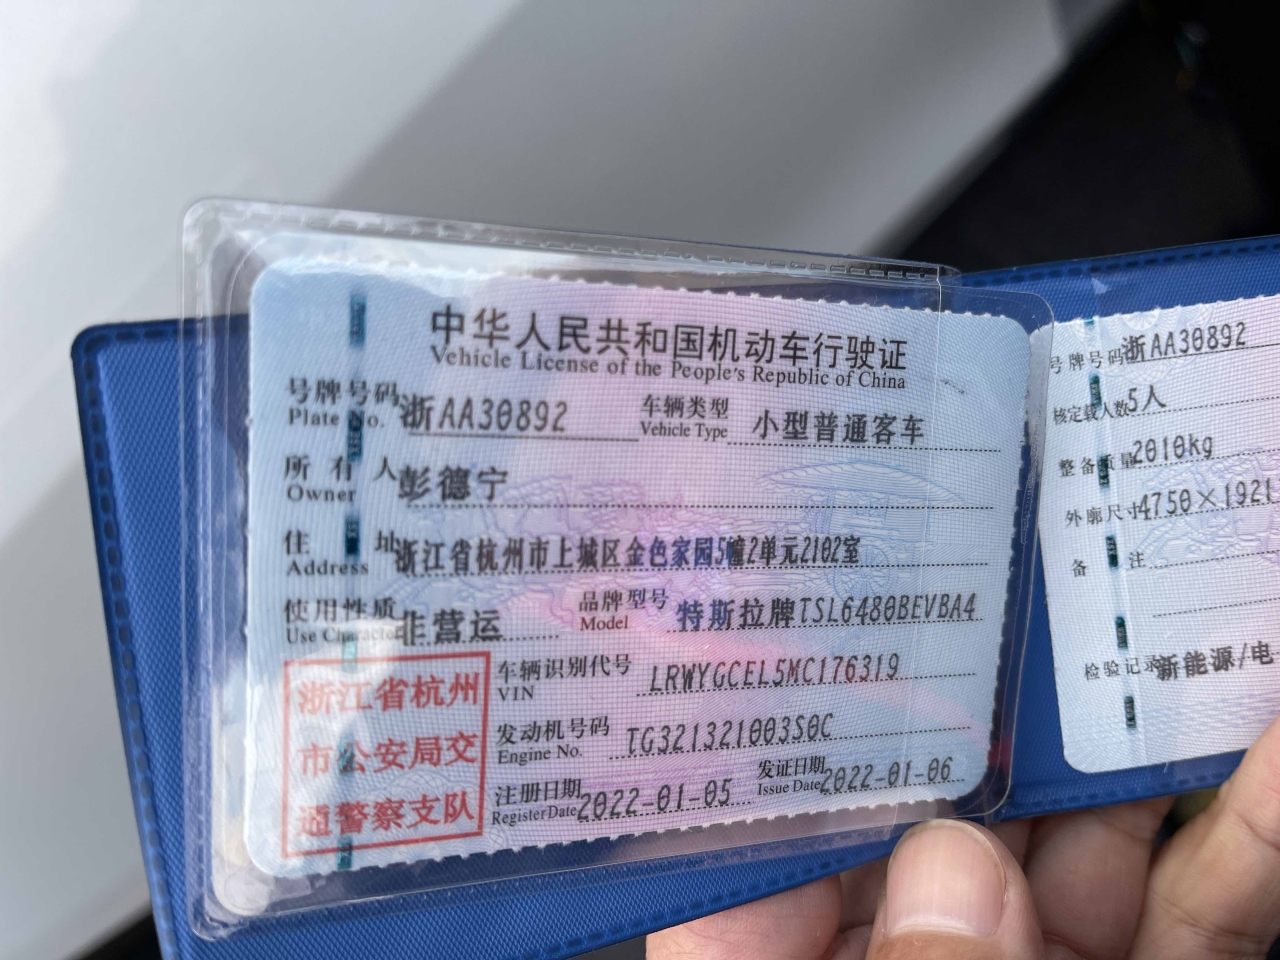 中华人民共和国机动车行驶证
Vehicle License of the People's Republic of China
号牌号码 浙AA30892 车辆类型 小型普通客车
Plate No. Vehicle Type
所有人 彭德宁
Owner
住址 浙江省杭州市上城区金色家园5幢2单元2102室
Address
使用性质 非营运 品牌型号 特斯拉牌TSL6480BEVBA4
Use Character Model
浙江省杭州
市公安局交
通警察支队
车辆识别代号 LRWYGCEL5MC176319
VIN
发动机号码 TG321321003S0C
Engine No.
注册日期 2022-01-05 发证日期 2022-01-06
Register Date Issue Date
号牌号码 浙AA30892
核定载人数 5人
整备质量 2010kg
外廓尺寸 4750×1921
备注
检验记录 新能源/电